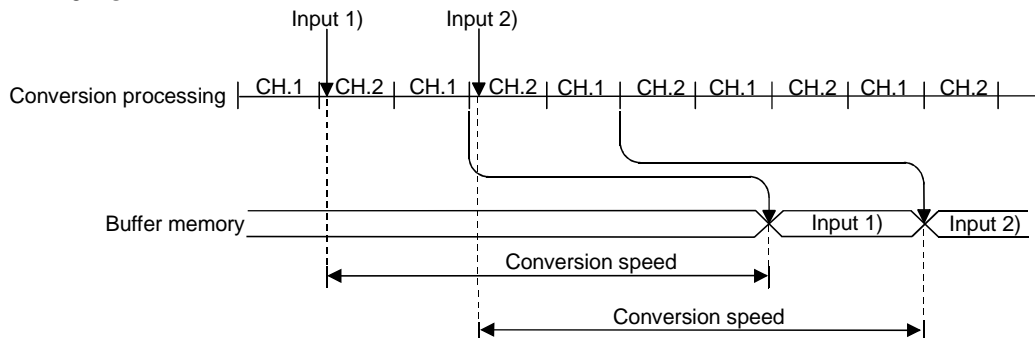 Input 1) Input 2)
Conversion processing CH.1 CH.2 CH.1 CH.2 CH.1 CH.2 CH.1 CH.2 CH.1 CH.2
Buffer memory Input 1) Input 2)
Conversion speed
Conversion speed